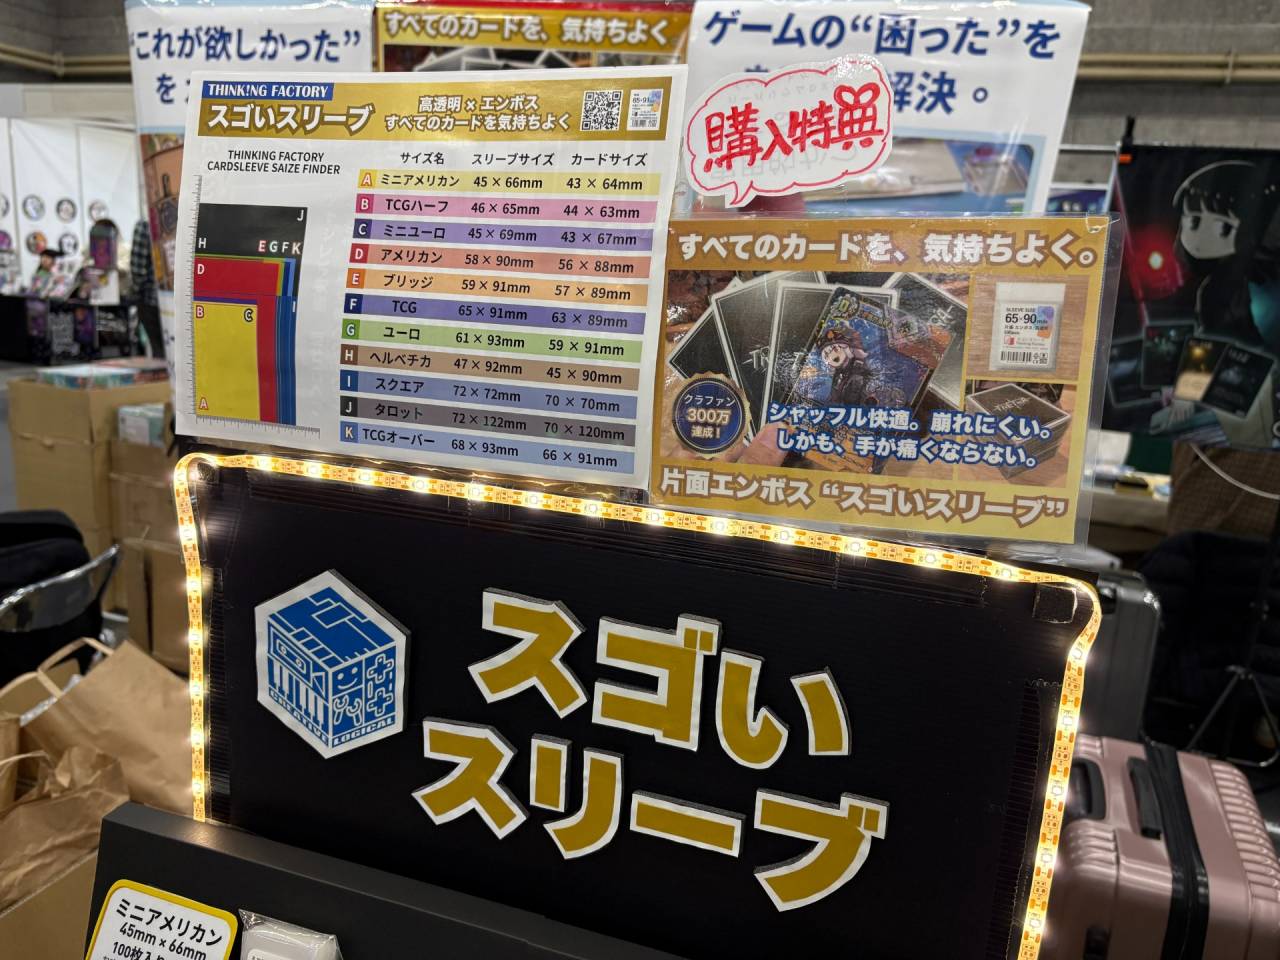 これが欲しかった”
を
すべてのカードを、気持ちよく
ゲームの“困った”を
解決。
THINK!NG FACTORY
スゴいスリーブ
高透明 × エンボス
すべてのカードを気持ちよく
THINKING FACTORY
CARDSLEEVE SAIZE FINDER
サイズ名 スリーブサイズ カードサイズ
A ミニアメリカン 45 × 66mm 43 × 64mm
B TCGハーフ 46 × 65mm 44 × 63mm
C ミニユーロ 45 × 69mm 43 × 67mm
D アメリカン 58 × 90mm 56 × 88mm
E ブリッジ 59 × 91mm 57 × 89mm
F TCG 65 × 91mm 63 × 89mm
G ユーロ 61 × 93mm 59 × 91mm
H ヘルベチカ 47 × 92mm 45 × 90mm
I スクエア 72 × 72mm 70 × 70mm
J タロット 72 × 122mm 70 × 120mm
K TCGオーバー 68 × 93mm 66 × 91mm
J
H E G F K
D
B C I
A
購入特典
すべてのカードを、気持ちよく。
SLEEVE SIZE
65×90mm
クラファン
300万
達成！
シャッフル快適。崩れにくい。
しかも、手が痛くならない。
片面エンボス “スゴいスリーブ”
CREATIVE LOGICAL
スゴい
スリーブ
ミニアメリカン
45mm × 66mm
100枚入